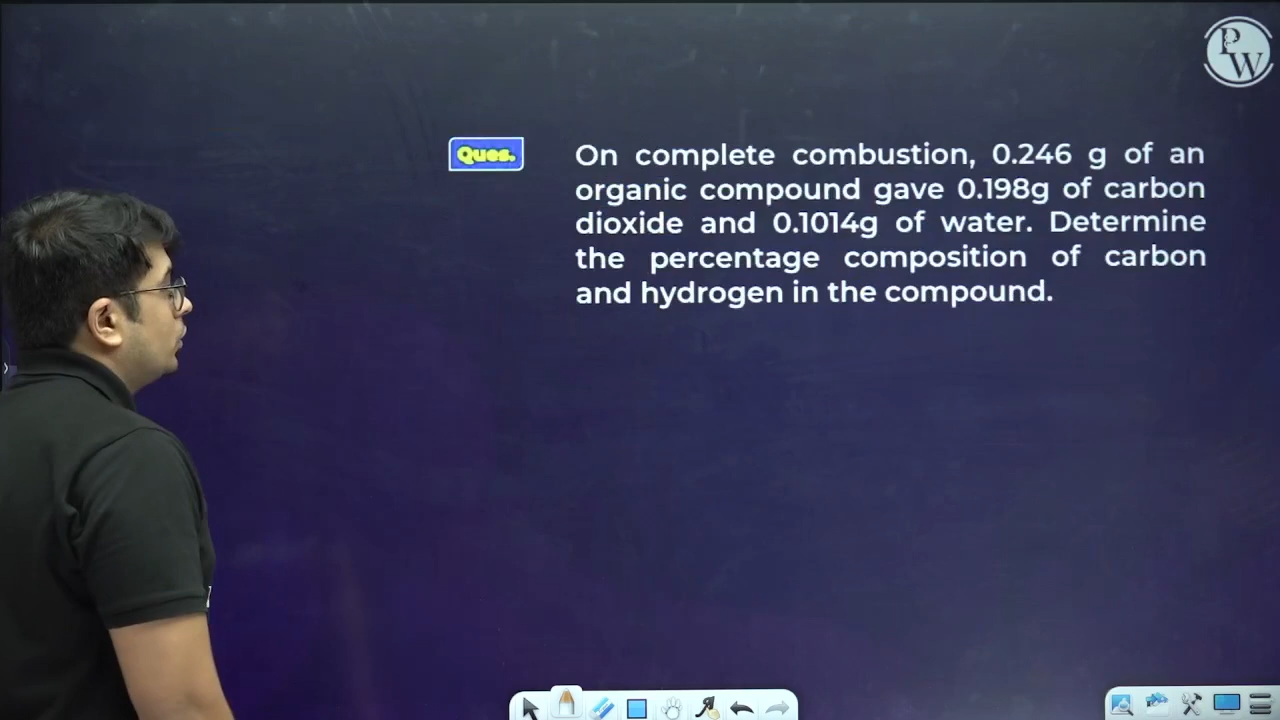 PW
Ques.
On complete combustion, 0.246 g of an
organic compound gave 0.198g of carbon
dioxide and 0.1014g of water. Determine
the percentage composition of carbon
and hydrogen in the compound.